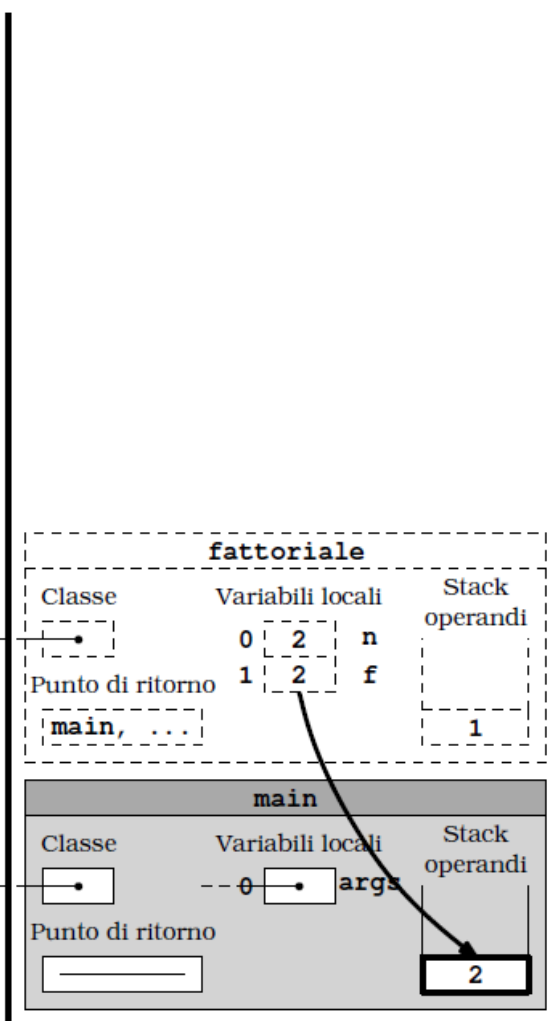 fattoriale
Classe Variabili locali Stack operandi
0 2 n
Punto di ritorno 1 2 f
main, ... 1
main
Classe Variabili locali Stack operandi
0 args
Punto di ritorno
2